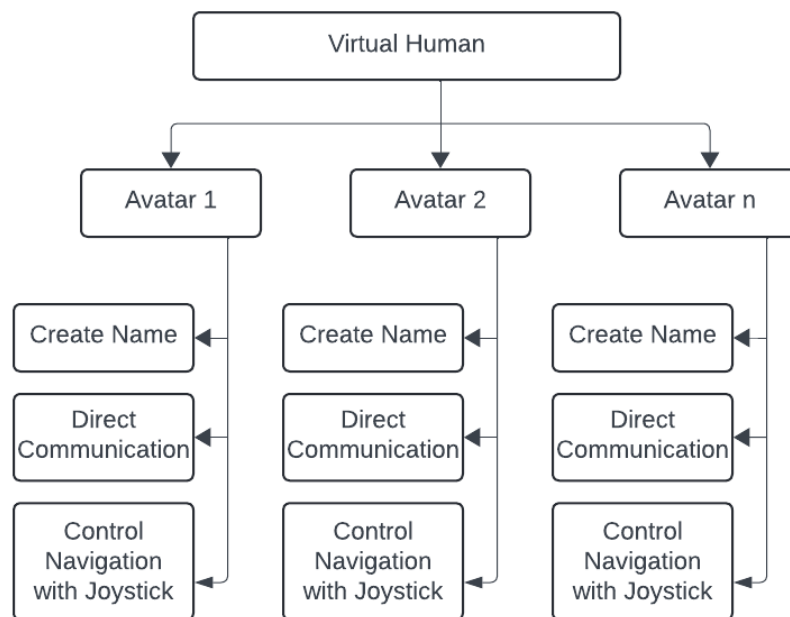 Virtual Human
Avatar 1
Avatar 2
Avatar n
Create Name
Create Name
Create Name
Direct
Communication
Direct
Communication
Direct
Communication
Control
Navigation
with Joystick
Control
Navigation
with Joystick
Control
Navigation
with Joystick